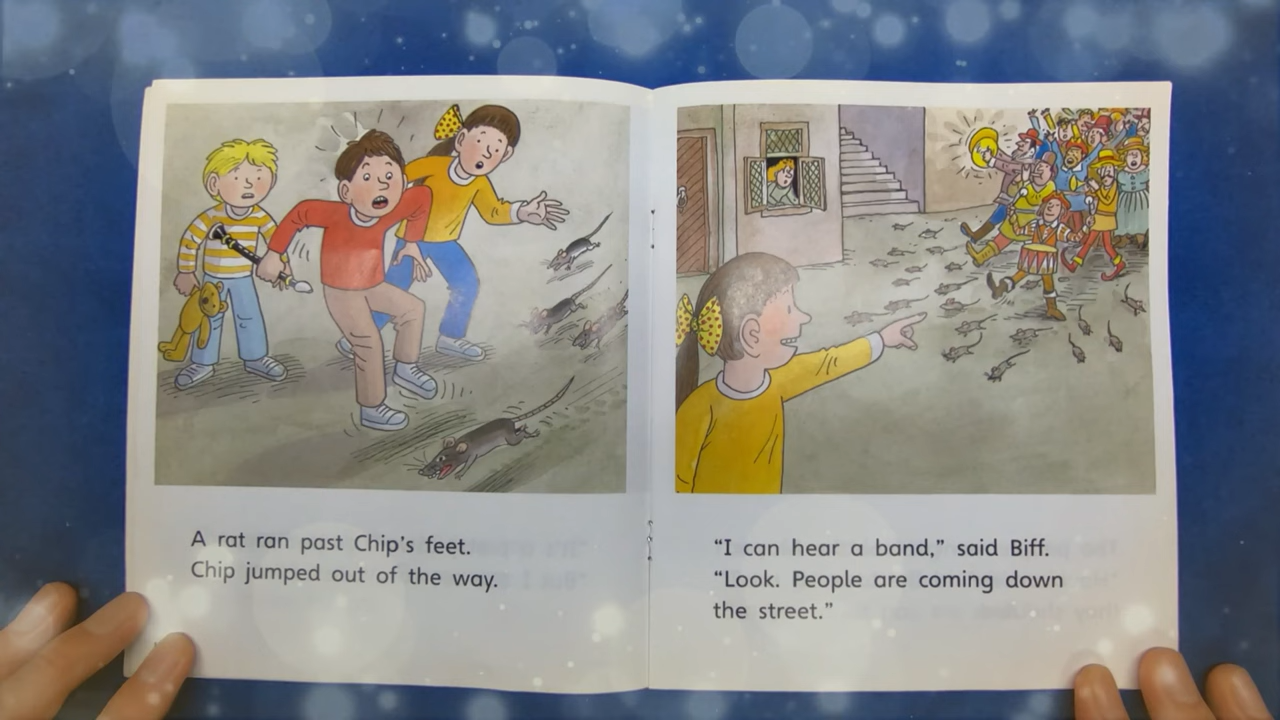 A rat ran past Chip's feet.
Chip jumped out of the way.
“I can hear a band,” said Biff.
“Look. People are coming down
the street.”